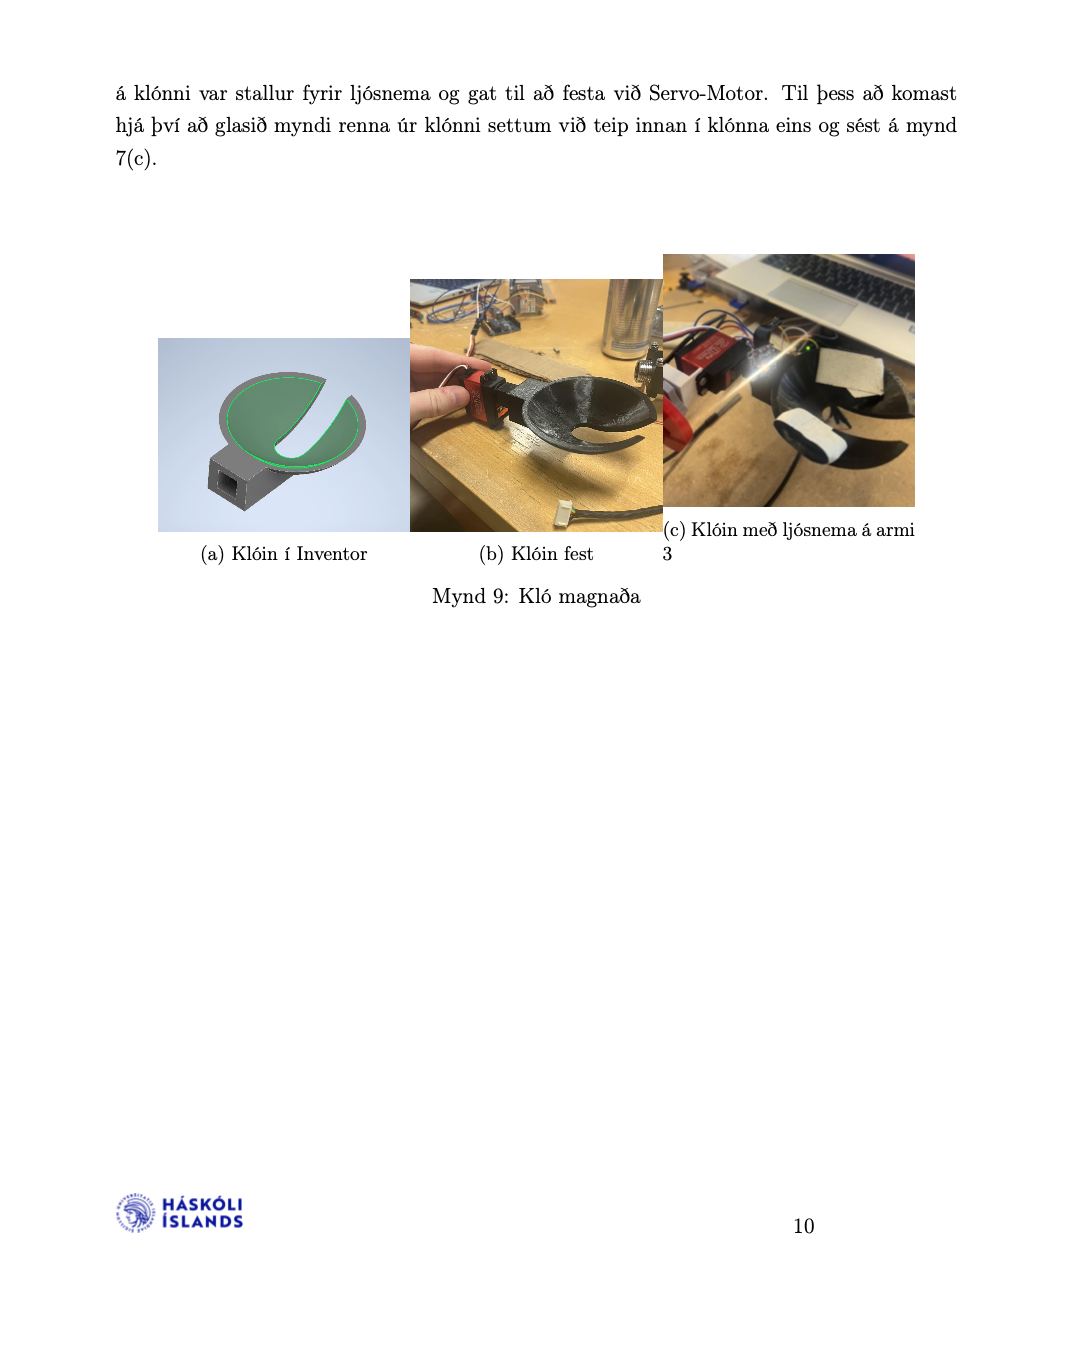 á klónni var stallur fyrir ljósnema og gat til að festa við Servo-Motor. Til þess að komast
hjá því að glasið myndi renna úr klónni settum við teip innan í klónna eins og sést á mynd
7(c).
(a) Klóin í Inventor
(b) Klóin fest
(c) Klóin með ljósnema á armi
3
Mynd 9: Kló magnaða
HÁSKÓLI
ÍSLANDS
10